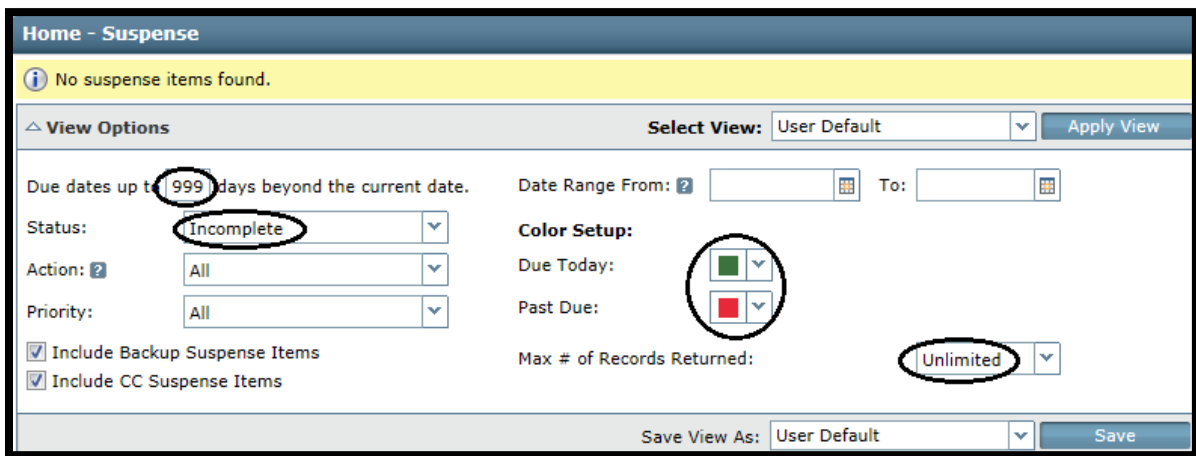 Home - Suspense
No suspense items found.
View Options Select View: User Default Apply View
Due dates up to 999 days beyond the current date. Date Range From: ? To:
Status: Incomplete Color Setup:
Action: ? All Due Today:
Priority: All Past Due:
Include Backup Suspense Items Max # of Records Returned: Unlimited
Include CC Suspense Items
Save View As: User Default Save